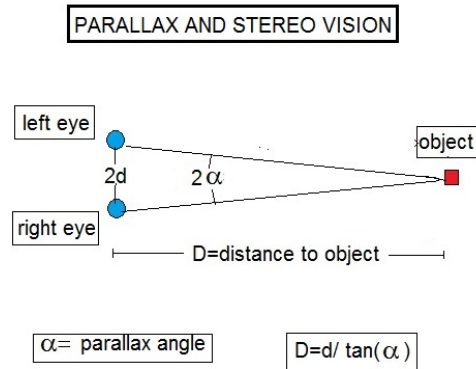 PARALLAX AND STEREO VISION
left eye
object
2d
2α
right eye
D=distance to object
α= parallax angle
D=d/ tan(α)